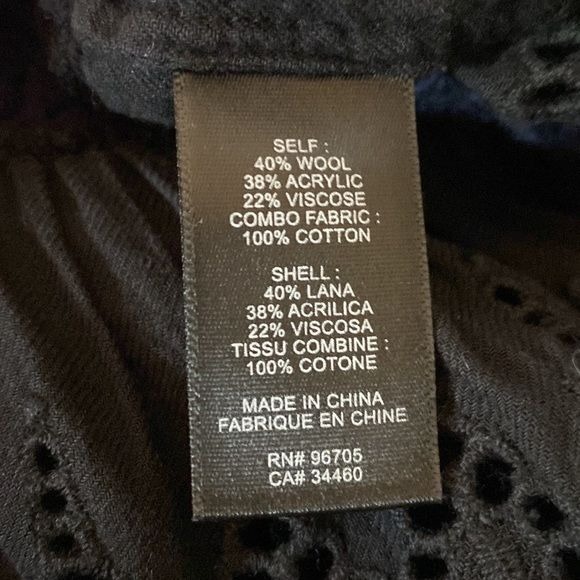 SELF :
40% WOOL
38% ACRYLIC
22% VISCOSE
COMBO FABRIC :
100% COTTON
SHELL :
40% LANA
38% ACRILICA
22% VISCOSA
TISSU COMBINE :
100% COTONE
MADE IN CHINA
FABRIQUE EN CHINE
RN# 96705
CA# 34460